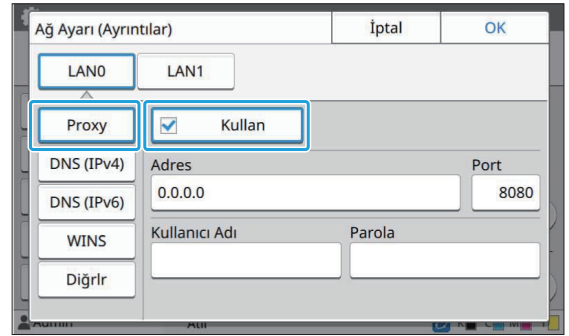 Ağ Ayarı (Ayrıntılar)
İptal
OK
LAN0
LAN1
Proxy
Kullan
DNS (IPv4)
Adres
Port
DNS (IPv6)
0.0.0.0
8080
WINS
Kullanıcı Adı
Parola
Diğrlr
Admin